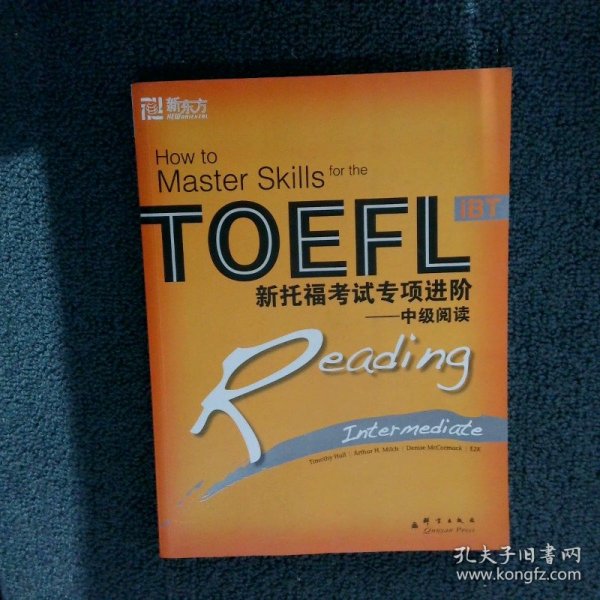 新东方
NEW ORIENTAL
How to
Master Skills for the
TOEFL iBT
新托福考试专项进阶
——中级阅读
Reading
Intermediate
Timothy Hall | Arthur H. Milch | Denise McCormack | E2K
群言出版社
Qunyan Press
孔夫子旧书网
www.kongfz.com